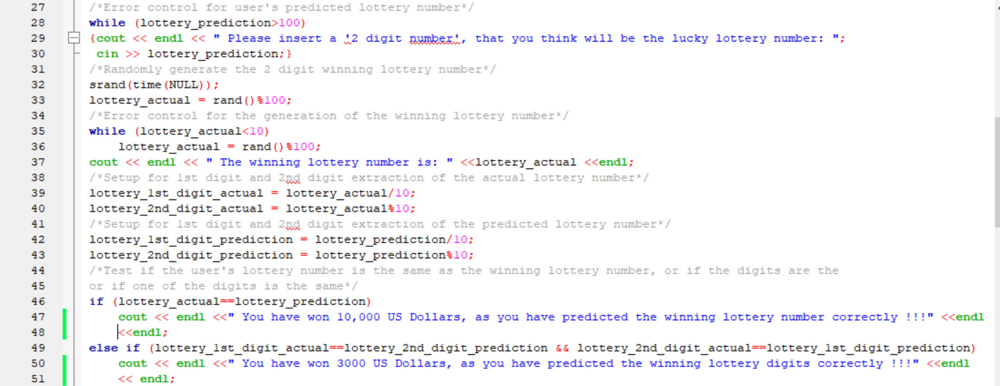 27 /*Error control for user's predicted lottery number*/
28 while (lottery_prediction>100)
29 {cout << endl << " Please insert a '2 digit number', that you think will be the lucky lottery number: ";
30 cin >> lottery_prediction;}
31 /*Randomly generate the 2 digit winning lottery number*/
32 srand(time(NULL));
33 lottery_actual = rand()%100;
34 /*Error control for the generation of the winning lottery number*/
35 while (lottery_actual<10)
36 lottery_actual = rand()%100;
37 cout << endl << " The winning lottery number is: " <<lottery_actual <<endl;
38 /*Setup for 1st digit and 2nd digit extraction of the actual lottery number*/
39 lottery_1st_digit_actual = lottery_actual/10;
40 lottery_2nd_digit_actual = lottery_actual%10;
41 /*Setup for 1st digit and 2nd digit extraction of the predicted lottery number*/
42 lottery_1st_digit_prediction = lottery_prediction/10;
43 lottery_2nd_digit_prediction = lottery_prediction%10;
44 /*Test if the user's lottery number is the same as the winning lottery number, or if the digits are the
45 or if one of the digits is the same*/
46 if (lottery_actual==lottery_prediction)
47 cout << endl <<" You have won 10,000 US Dollars, as you have predicted the winning lottery number correctly !!!" <<endl
48 <<endl;
49 else if (lottery_1st_digit_actual==lottery_2nd_digit_prediction && lottery_2nd_digit_actual==lottery_1st_digit_prediction)
50 cout << endl <<" You have won 3000 US Dollars, as you have predicted the winning lottery digits correctly !!!" <<endl
51 << endl;